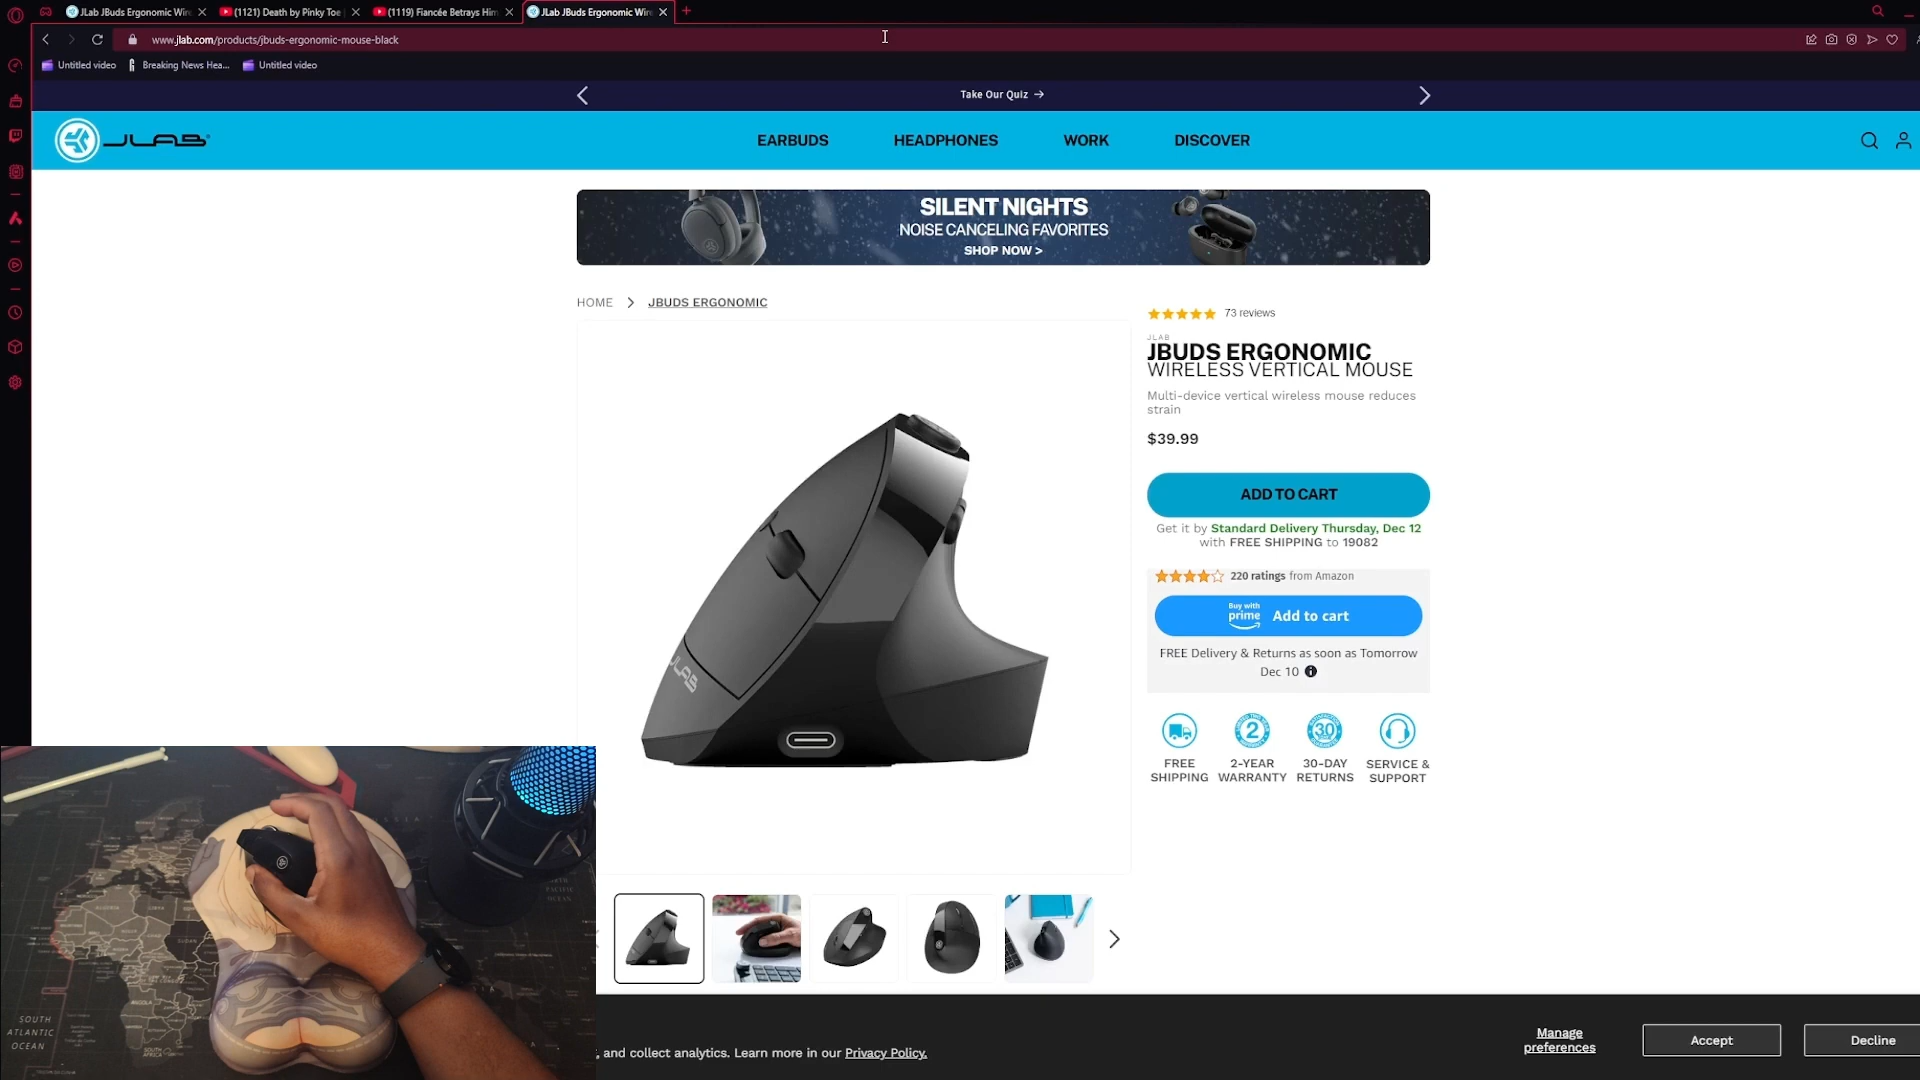 JLab JBuds Ergonomic Wire
(1121) Death by Pinky Toe |
(1119) Fiancée Betrays Him
JLab JBuds Ergonomic Wire
www.jlab.com/products/jbuds-ergonomic-mouse-black
Untitled video
Breaking News Hea...
Untitled video
Take Our Quiz →
JLAB
EARBUDS
HEADPHONES
WORK
DISCOVER
SILENT NIGHTS
NOISE CANCELING FAVORITES
SHOP NOW >
HOME > JBUDS ERGONOMIC
73 reviews
JLAB
JBUDS ERGONOMIC
WIRELESS VERTICAL MOUSE
Multi-device vertical wireless mouse reduces
strain
$39.99
ADD TO CART
Get it by Standard Delivery Thursday, Dec 12
with FREE SHIPPING to 19082
220 ratings from Amazon
Buy with
prime
Add to cart
FREE Delivery & Returns as soon as Tomorrow
Dec 10
JLAB
2
30
FREE
SHIPPING
2-YEAR
WARRANTY
30-DAY
RETURNS
SERVICE &
SUPPORT
SOUTH
ATLANTIC
OCEAN
, and collect analytics. Learn more in our Privacy Policy.
Manage
preferences
Accept
Decline